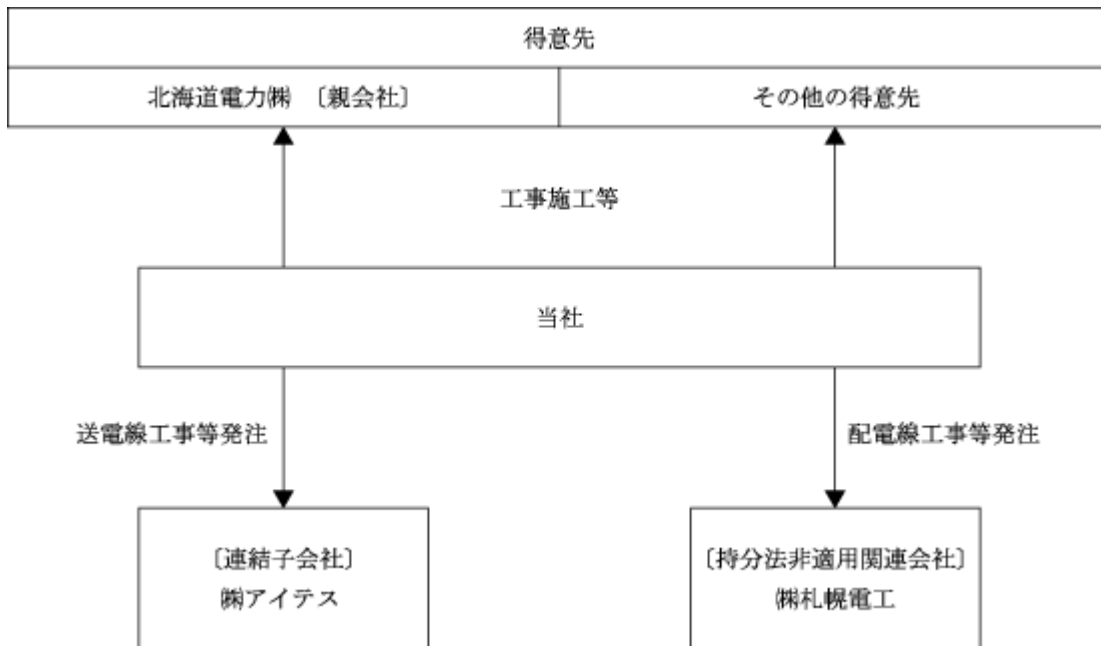 得意先
北海道電力㈱ 〔親会社〕
その他の得意先
工事施工等
当社
送電線工事等発注
配電線工事等発注
〔連結子会社〕
㈱アイテス
〔持分法非適用関連会社〕
㈱札幌電工